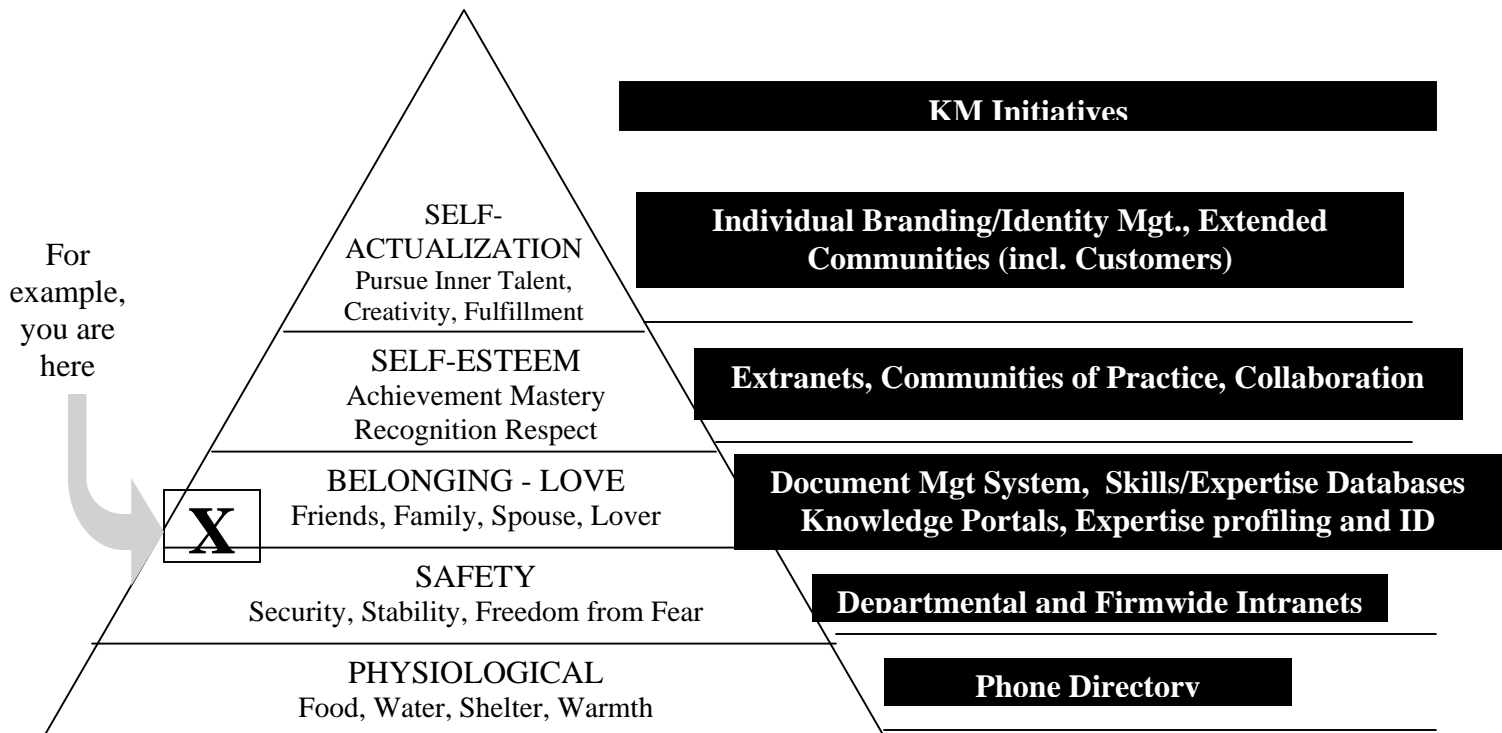 KM Initiatives
SELF-
ACTUALIZATION
Pursue Inner Talent,
Creativity, Fulfillment
Individual Branding/Identity Mgt., Extended
Communities (incl. Customers)
For
example,
you are
here
SELF-ESTEEM
Achievement Mastery
Recognition Respect
Extranets, Communities of Practice, Collaboration
BELONGING - LOVE
Friends, Family, Spouse, Lover
Document Mgt System, Skills/Expertise Databases
Knowledge Portals, Expertise profiling and ID
X
SAFETY
Security, Stability, Freedom from Fear
Departmental and Firmwide Intranets
PHYSIOLOGICAL
Food, Water, Shelter, Warmth
Phone Directory